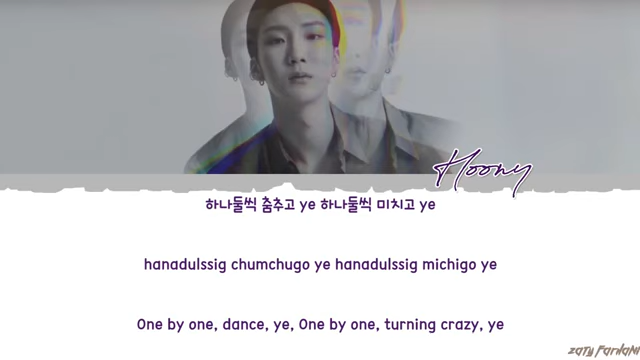 Hoony
하나둘씩 춤추고 ye 하나둘씩 미치고 ye
hanadulssig chumchugo ye hanadulssig michigo ye
One by one, dance, ye, One by one, turning crazy, ye
Zaty Farhani